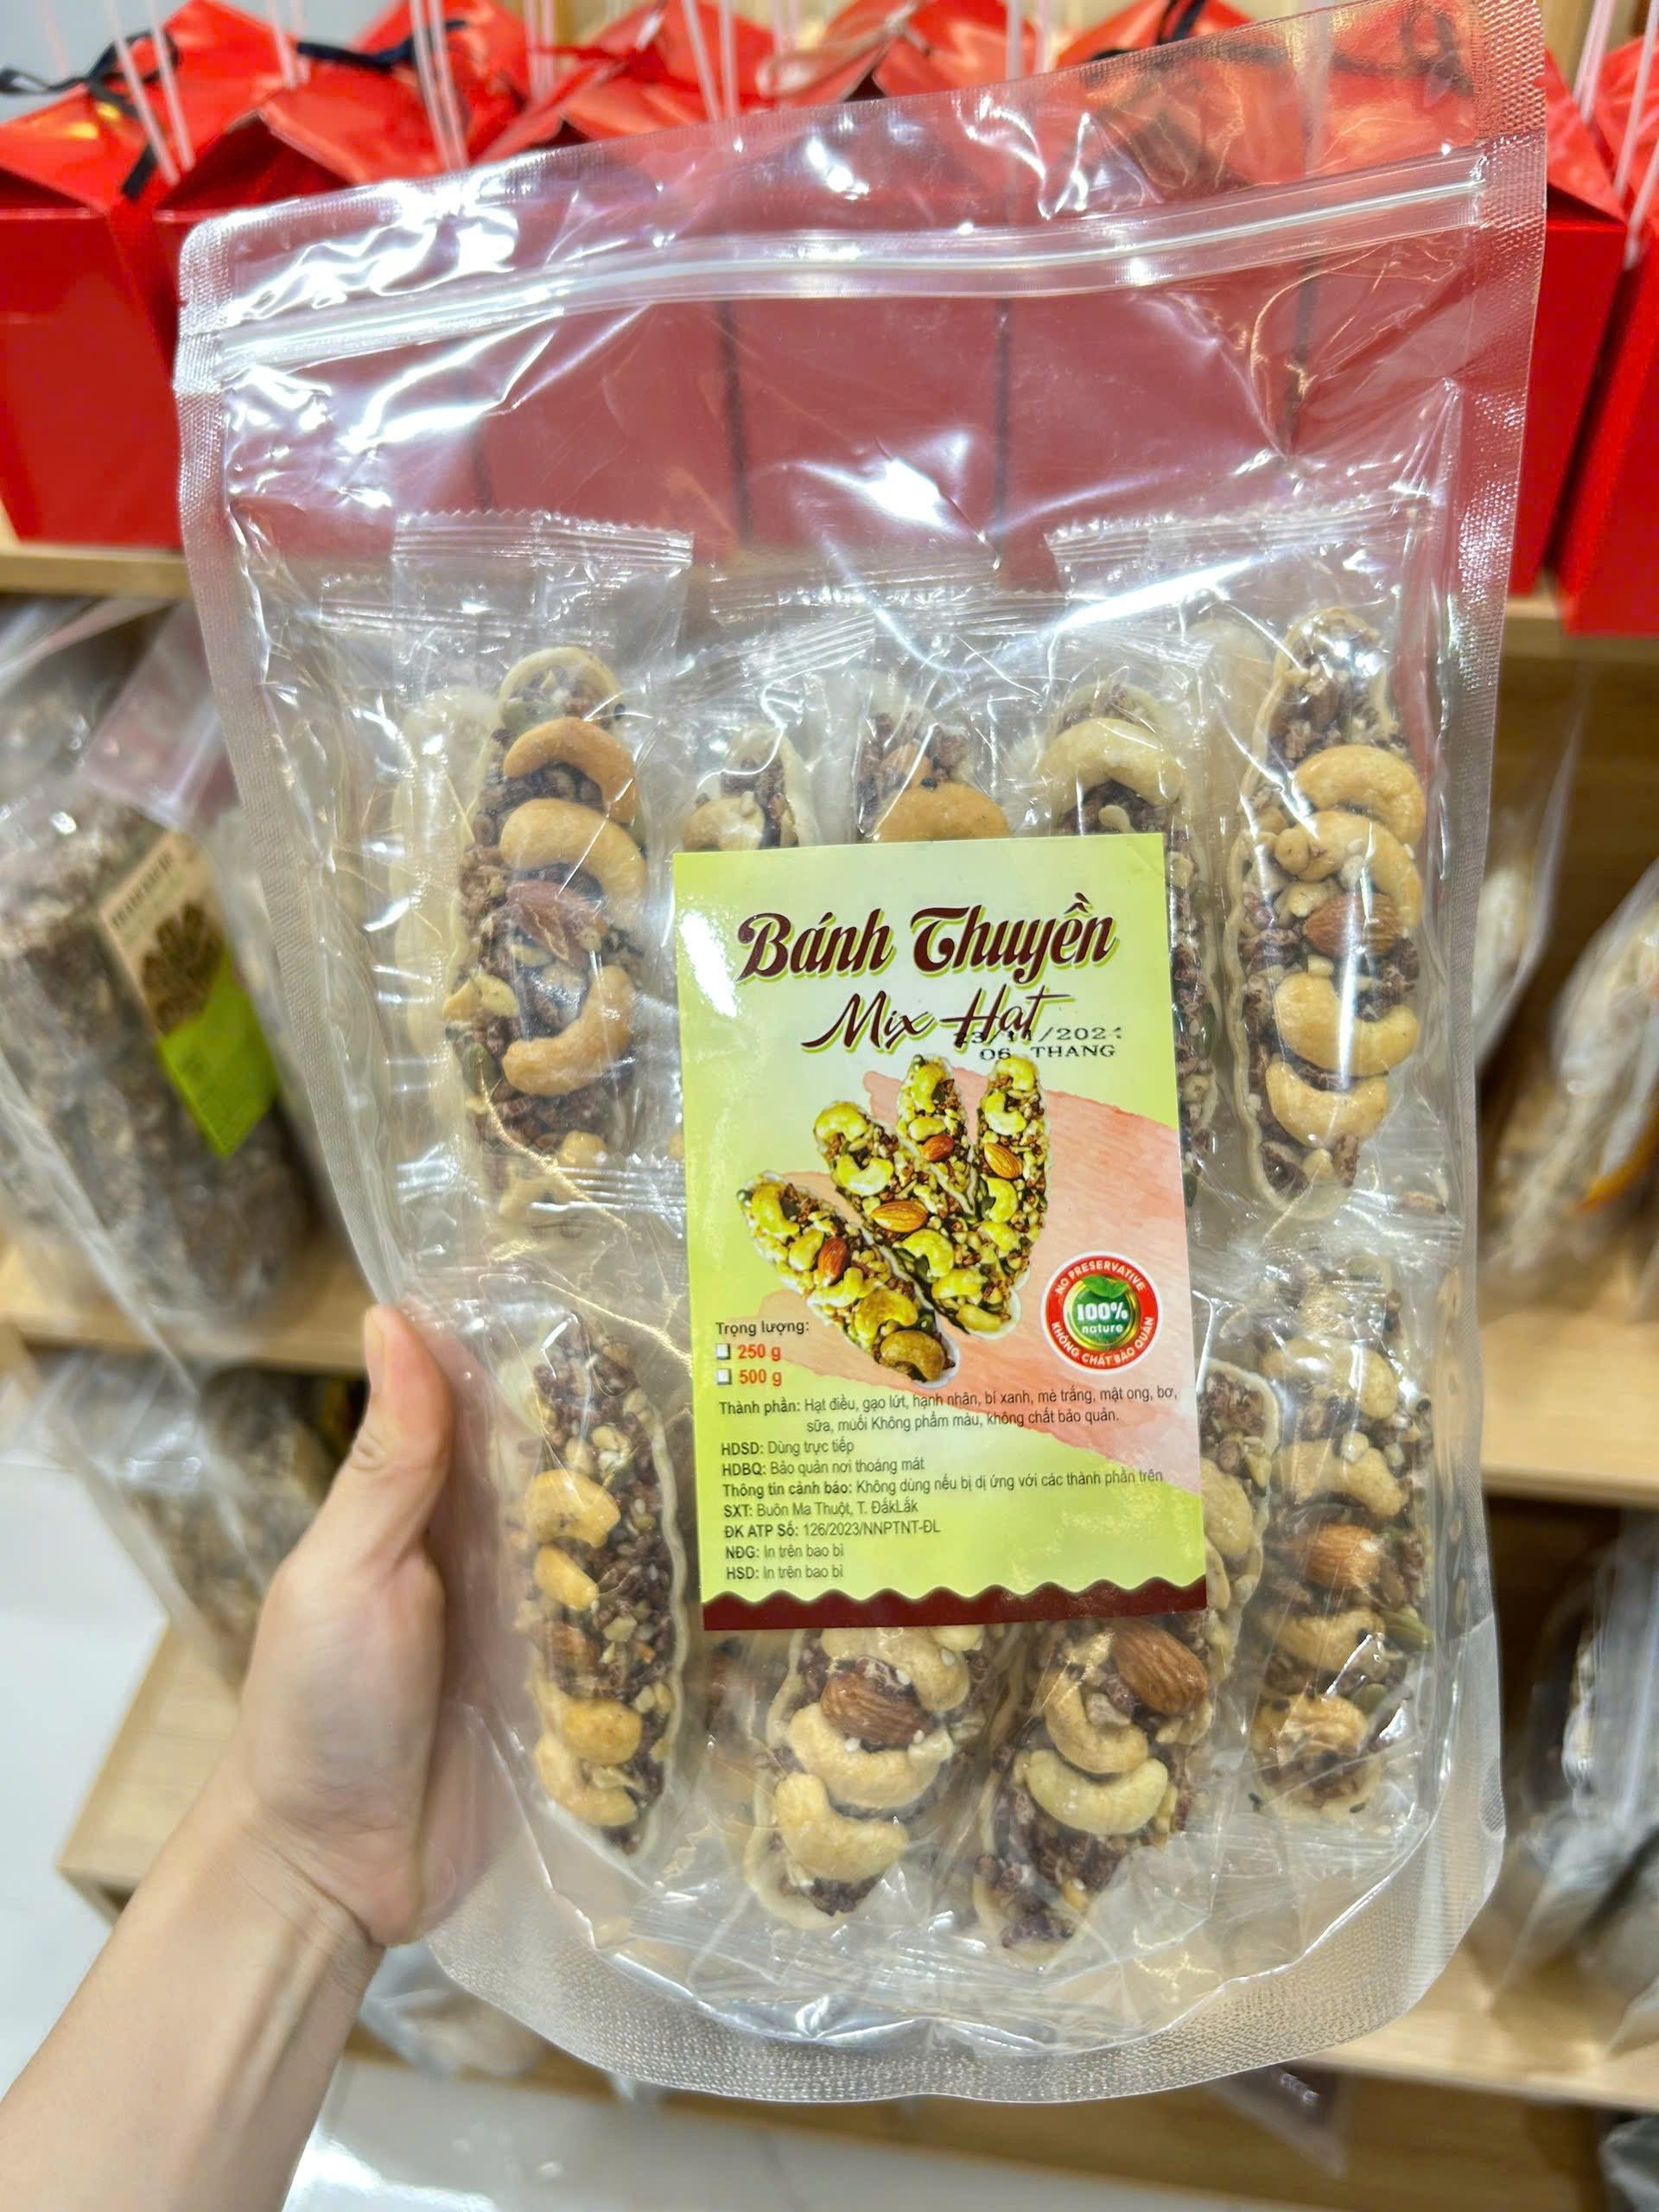 Bánh Thuyền
Mix Hạt
23/11/2024
06 THANG
NO PRESERVATIVE
100%
nature
KHÔNG CHẤT BẢO QUẢN
Trọng lượng:
250 g
500 g
Thành phần: Hạt điều, gạo lứt, hạnh nhân, bí xanh, mè trắng, mật ong, bơ,
sữa, muối Không phẩm màu, không chất bảo quản.
HDSD: Dùng trực tiếp
HDBQ: Bảo quản nơi thoáng mát
Thông tin cảnh báo: Không dùng nếu bị dị ứng với các thành phần trên
SXT: Buôn Ma Thuột, T. ĐắkLắk
ĐK ATP Số: 126/2023/NNPTNT-ĐL
NĐG: In trên bao bì
HSD: In trên bao bì